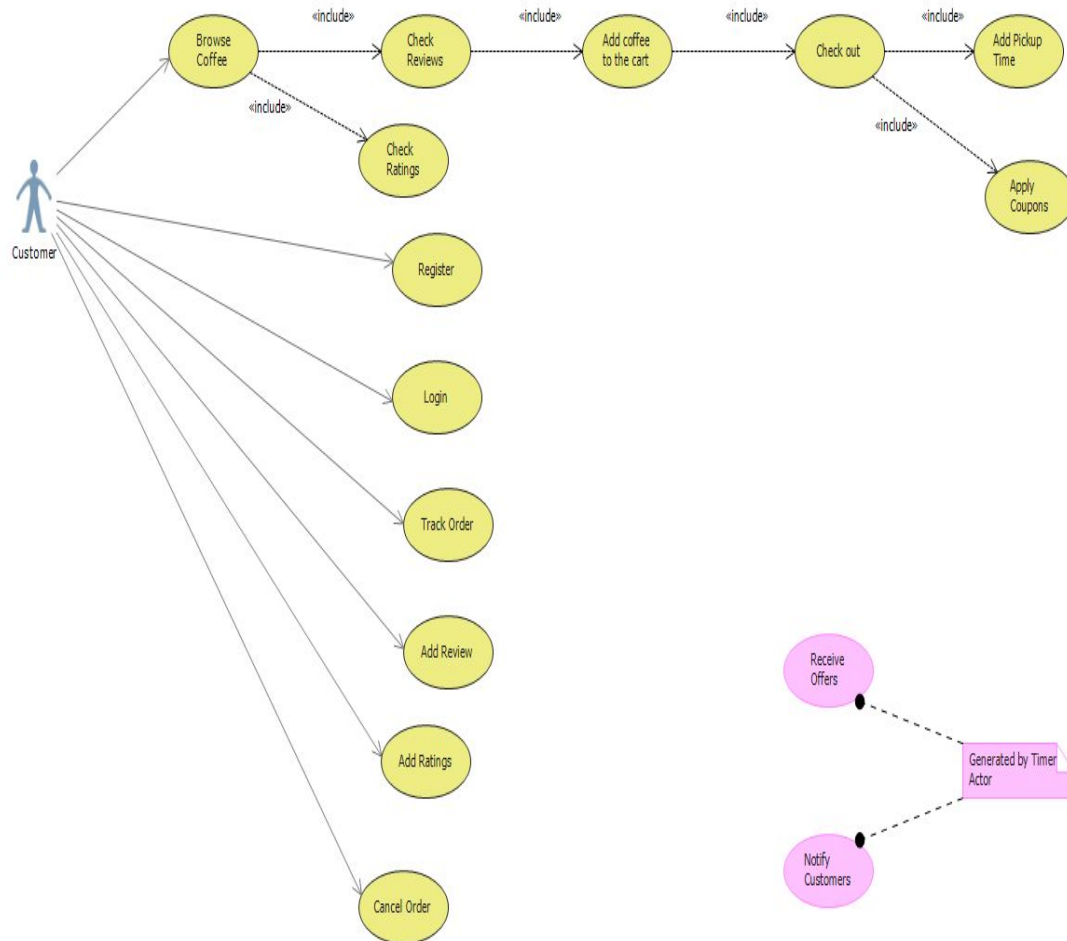 «include»
«include»
«include»
«include»
Browse
Coffee
Check
Reviews
Add coffee
to the cart
Check out
Add Pickup
Time
«include»
«include»
Check
Ratings
Apply
Coupons
Customer
Register
Login
Track Order
Add Review
Receive
Offers
Add Ratings
Generated by Timer
Actor
Notify
Customers
Cancel Order